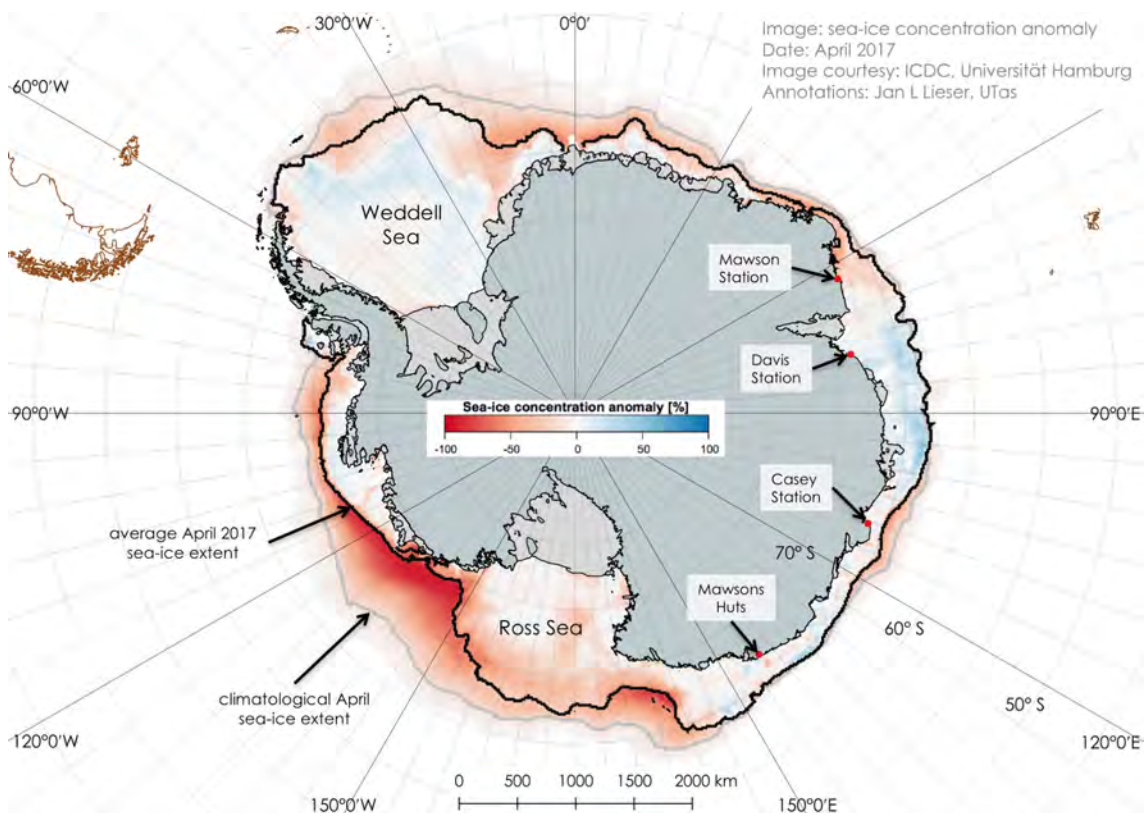 Image: sea-ice concentration anomaly
Date: April 2017
Image courtesy: ICDC, Universität Hamburg
Annotations: Jan L Lieser, UTas
30°0'W
0°0'
60°0'W
Weddell
Sea
Mawson
Station
Davis
Station
90°0'W
Sea-ice concentration anomaly [%]
-100 -50 0 50 100
90°0'E
Casey
Station
average April 2017
sea-ice extent
70° S
Mawsons
Huts
Ross Sea
60° S
climatological April
sea-ice extent
50° S
120°0'W
120°0'E
0 500 1000 1500 2000 km
150°0'W
150°0'E